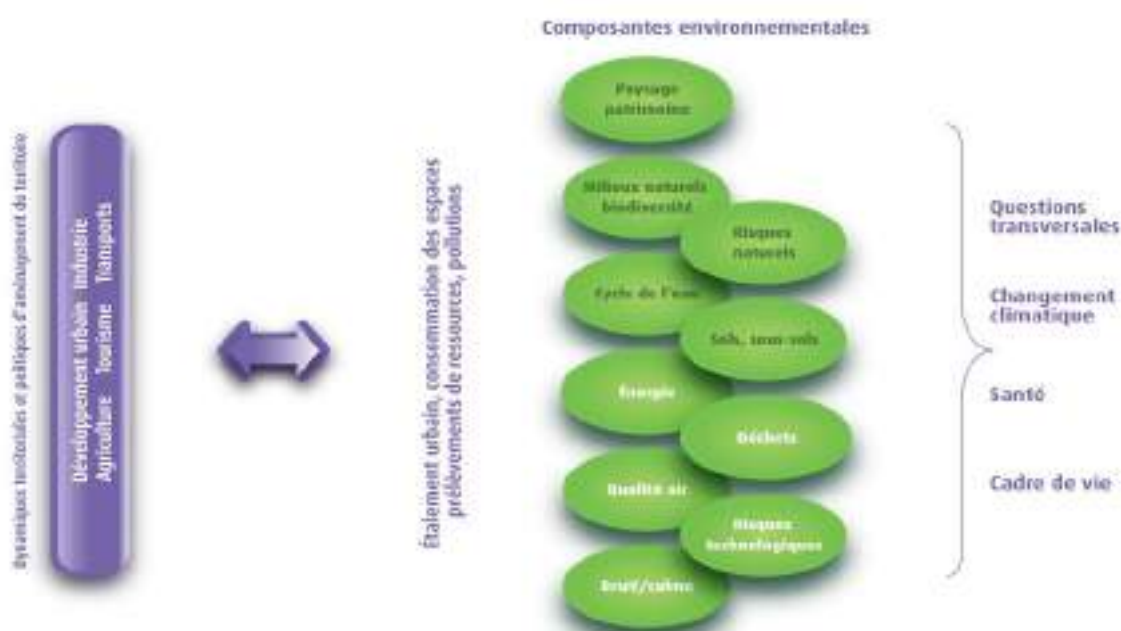 Composantes environnementales
Dynamiques territoriales et politiques d'aménagement du territoire
Développement urbain Industrie
Agriculture Tourisme Transports
Étalement urbain, consommation des espaces
prélèvements de ressources, pollutions
Paysage
patrimoine
Milieux naturels
biodiversité
Risques
naturels
Cycle de l'eau
Sols, sous-sols
Énergie
Déchets
Qualité air
Risques
technologiques
Bruit/calme
Questions
transversales
Changement
climatique
Santé
Cadre de vie